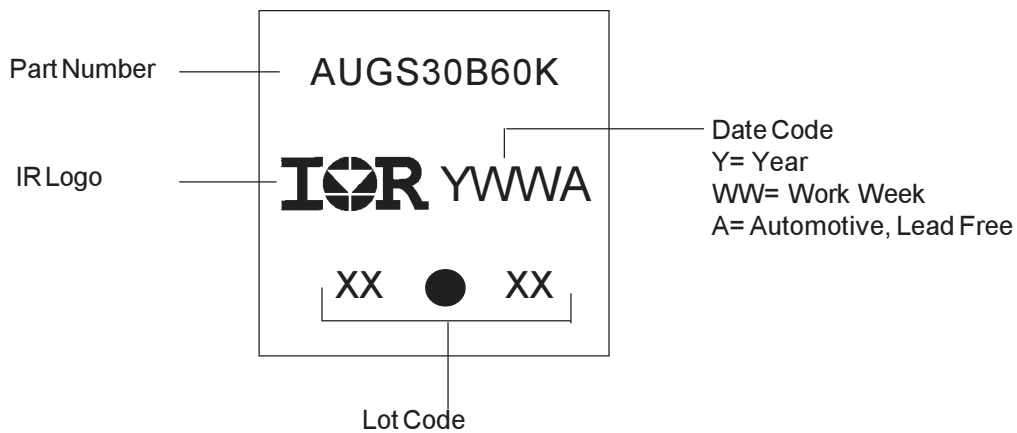 Part Number
AUGS30B60K
IR Logo
IOR YWWA
Date Code
Y= Year
WW= Work Week
A= Automotive, Lead Free
XX XX
Lot Code